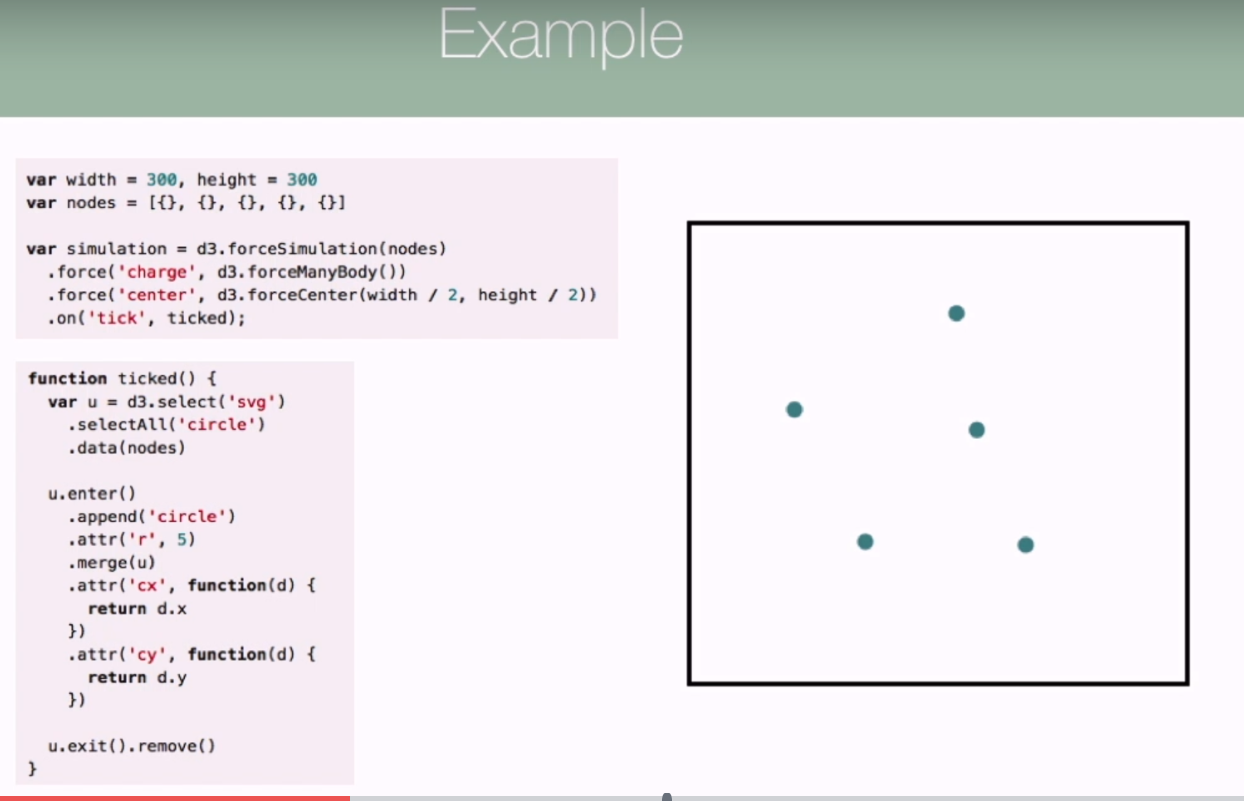 Example
var width = 300, height = 300
var nodes = [{}, {}, {}, {}, {}]
var simulation = d3.forceSimulation(nodes)
  .force('charge', d3.forceManyBody())
  .force('center', d3.forceCenter(width / 2, height / 2))
  .on('tick', ticked);
function ticked() {
  var u = d3.select('svg')
    .selectAll('circle')
    .data(nodes)
  u.enter()
    .append('circle')
    .attr('r', 5)
    .merge(u)
    .attr('cx', function(d) {
      return d.x
    })
    .attr('cy', function(d) {
      return d.y
    })
  u.exit().remove()
}